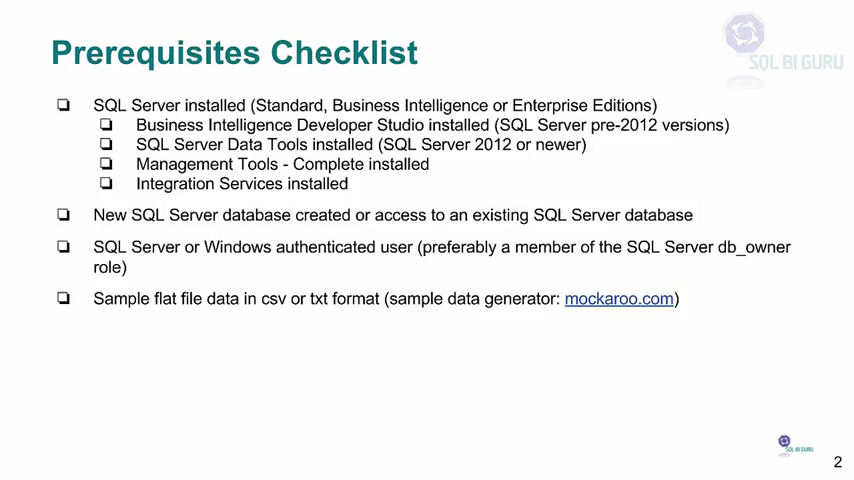 Prerequisites Checklist
SQL BI GURU
SQL Server installed (Standard, Business Intelligence or Enterprise Editions)
Business Intelligence Developer Studio installed (SQL Server pre-2012 versions)
SQL Server Data Tools installed (SQL Server 2012 or newer)
Management Tools - Complete installed
Integration Services installed
New SQL Server database created or access to an existing SQL Server database
SQL Server or Windows authenticated user (preferably a member of the SQL Server db_owner
role)
Sample flat file data in csv or txt format (sample data generator: mockaroo.com)
SQL BI GURU
2